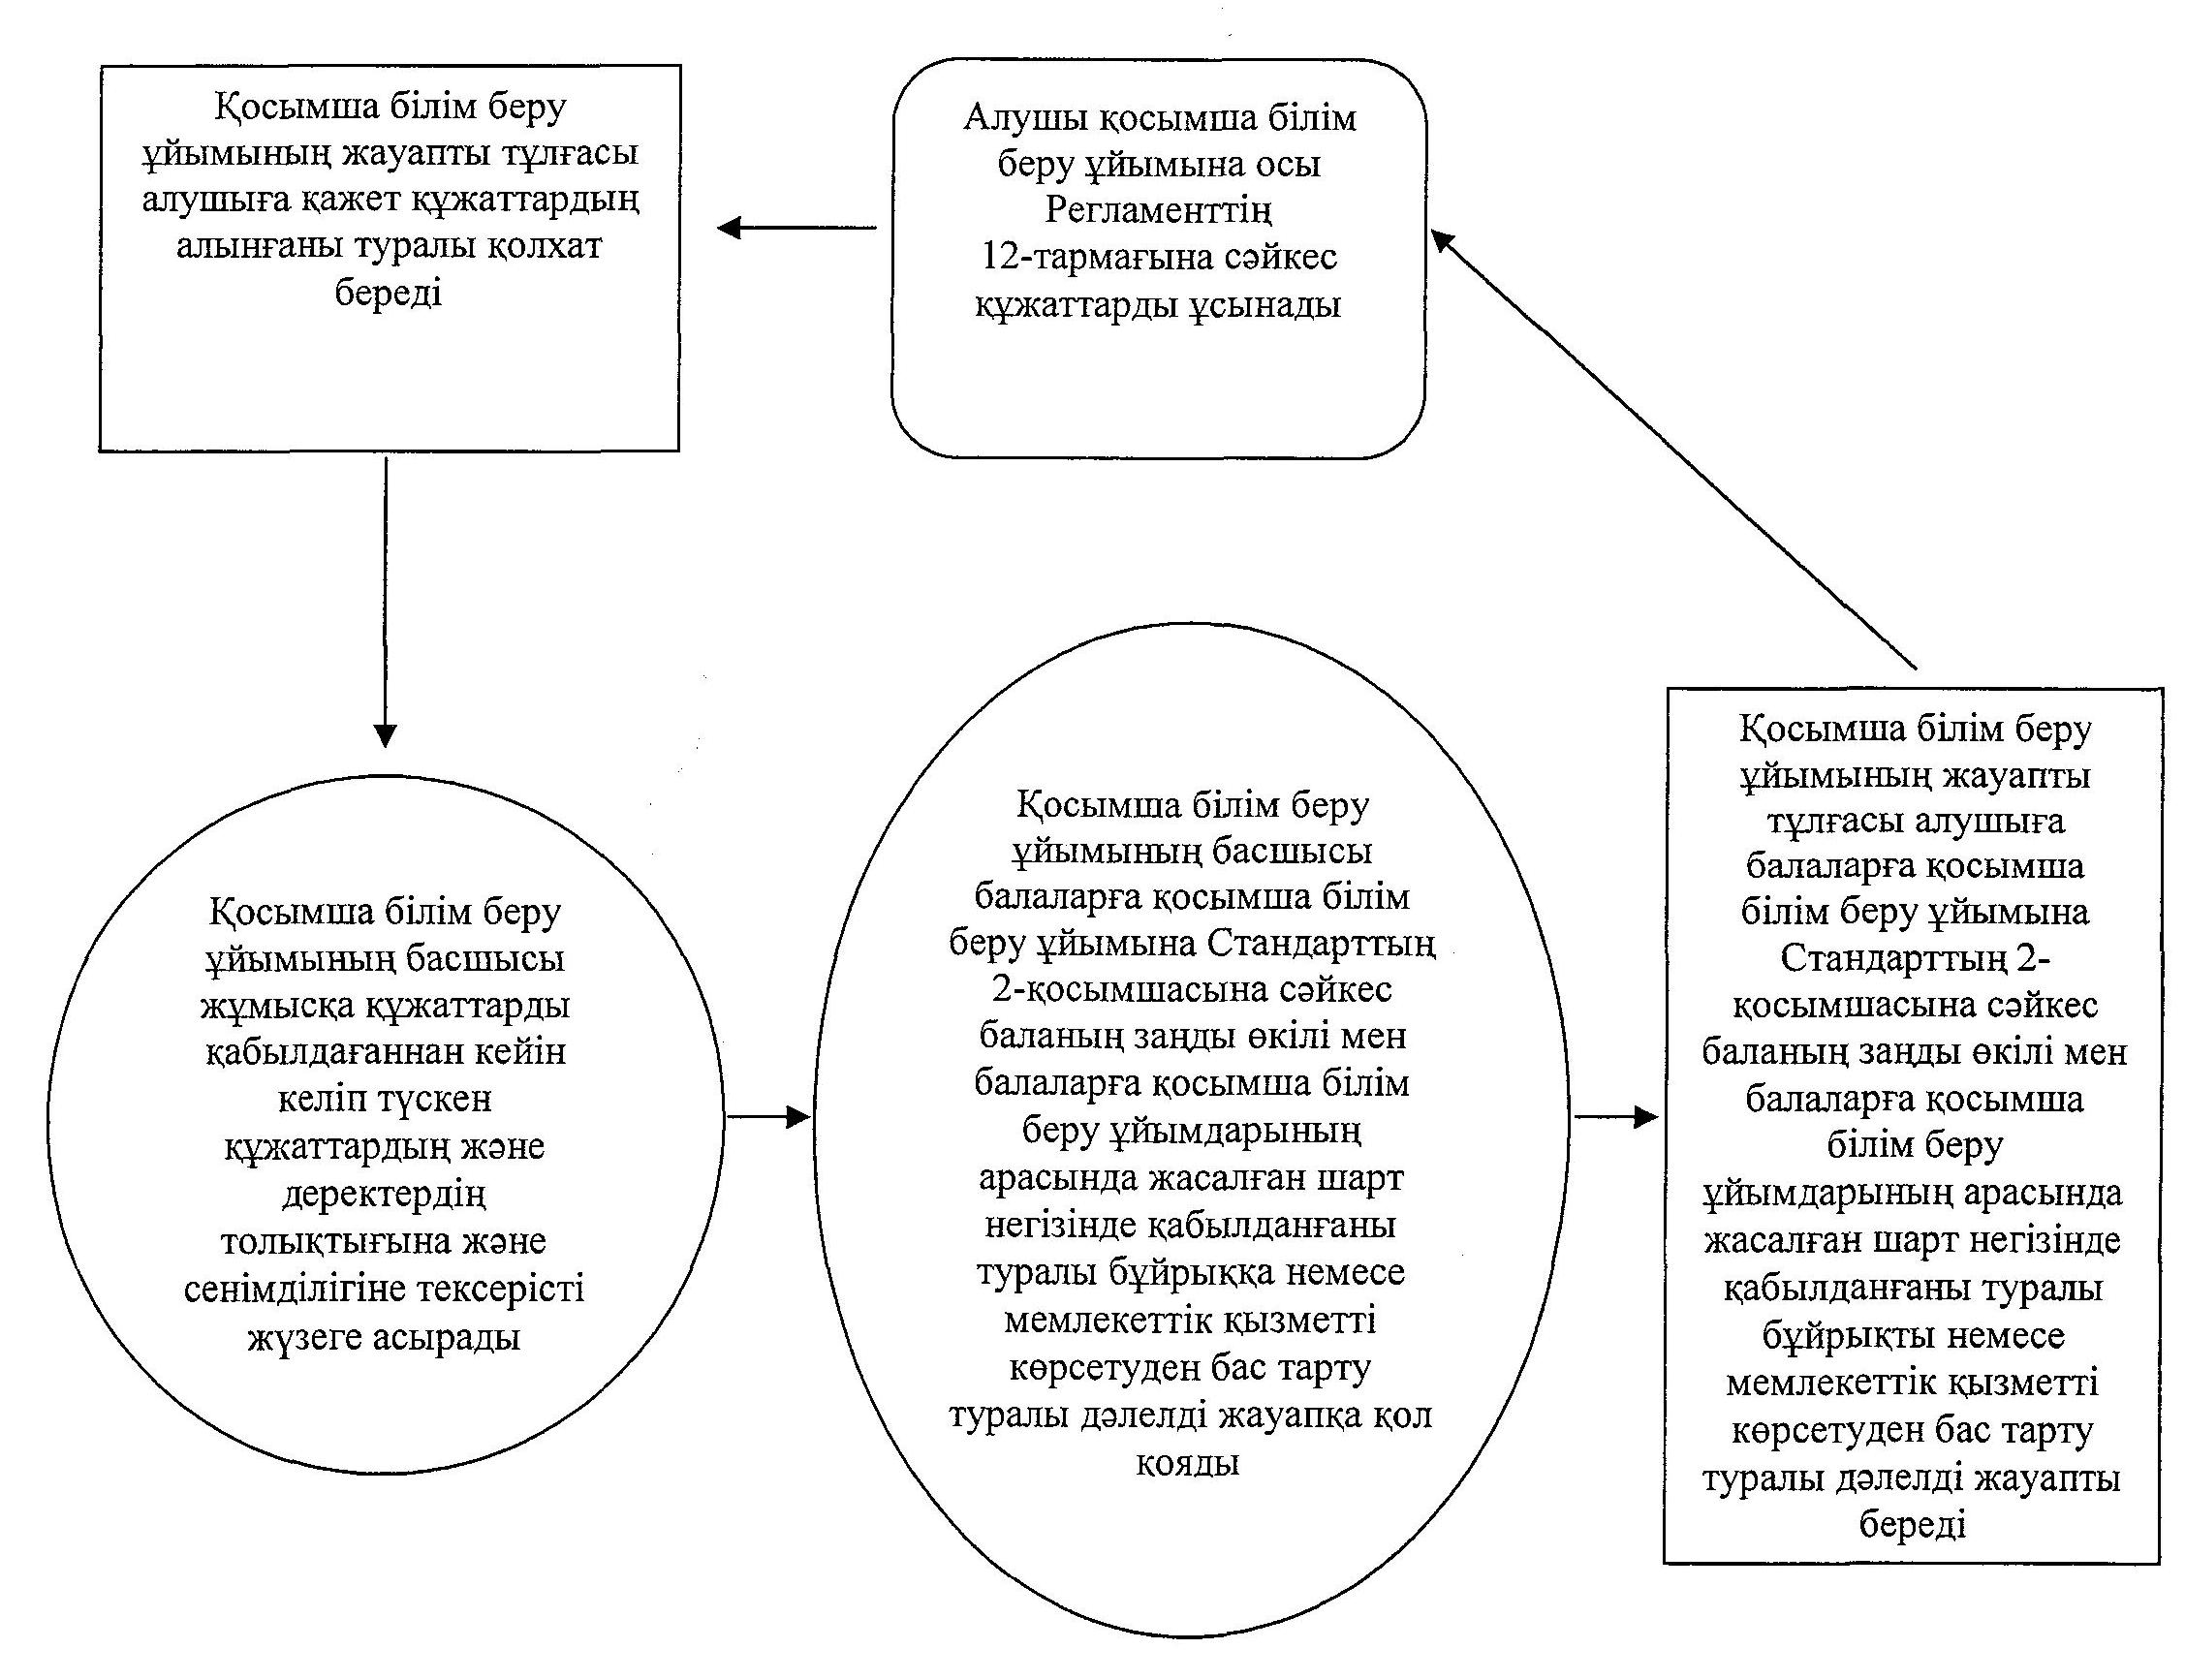 Қосымша білім беру
ұйымының жауапты тұлғасы
алушыға қажет құжаттардың
алынғаны туралы қолхат
береді
Алушы қосымша білім
беру ұйымына осы
Регламенттің
12-тармағына сәйкес
құжаттарды ұсынады
Қосымша білім беру
ұйымының басшысы
жұмысқа құжаттарды
қабылдағаннан кейін
келіп түскен
құжаттардың және
деректердің
толықтығына және
сенімділігіне тексерісті
жүзеге асырады
Қосымша білім беру
ұйымының басшысы
балаларға қосымша білім
беру ұйымына Стандарттың
2-қосымшасына сәйкес
баланың заңды өкілі мен
балаларға қосымша білім
беру ұйымдарының
арасында жасалған шарт
негізінде қабылданғаны
туралы бұйрыққа немесе
мемлекеттік қызметті
көрсетуден бас тарту
туралы дәлелді жауапқа қол
қояды
Қосымша білім беру
ұйымының жауапты
тұлғасы алушыға
балаларға қосымша
білім беру ұйымына
Стандарттың 2-
қосымшасына сәйкес
баланың заңды өкілі мен
балаларға қосымша
білім беру
ұйымдарының арасында
жасалған шарт негізінде
қабылданғаны туралы
бұйрықты немесе
мемлекеттік қызметті
көрсетуден бас тарту
туралы дәлелді жауапты
береді